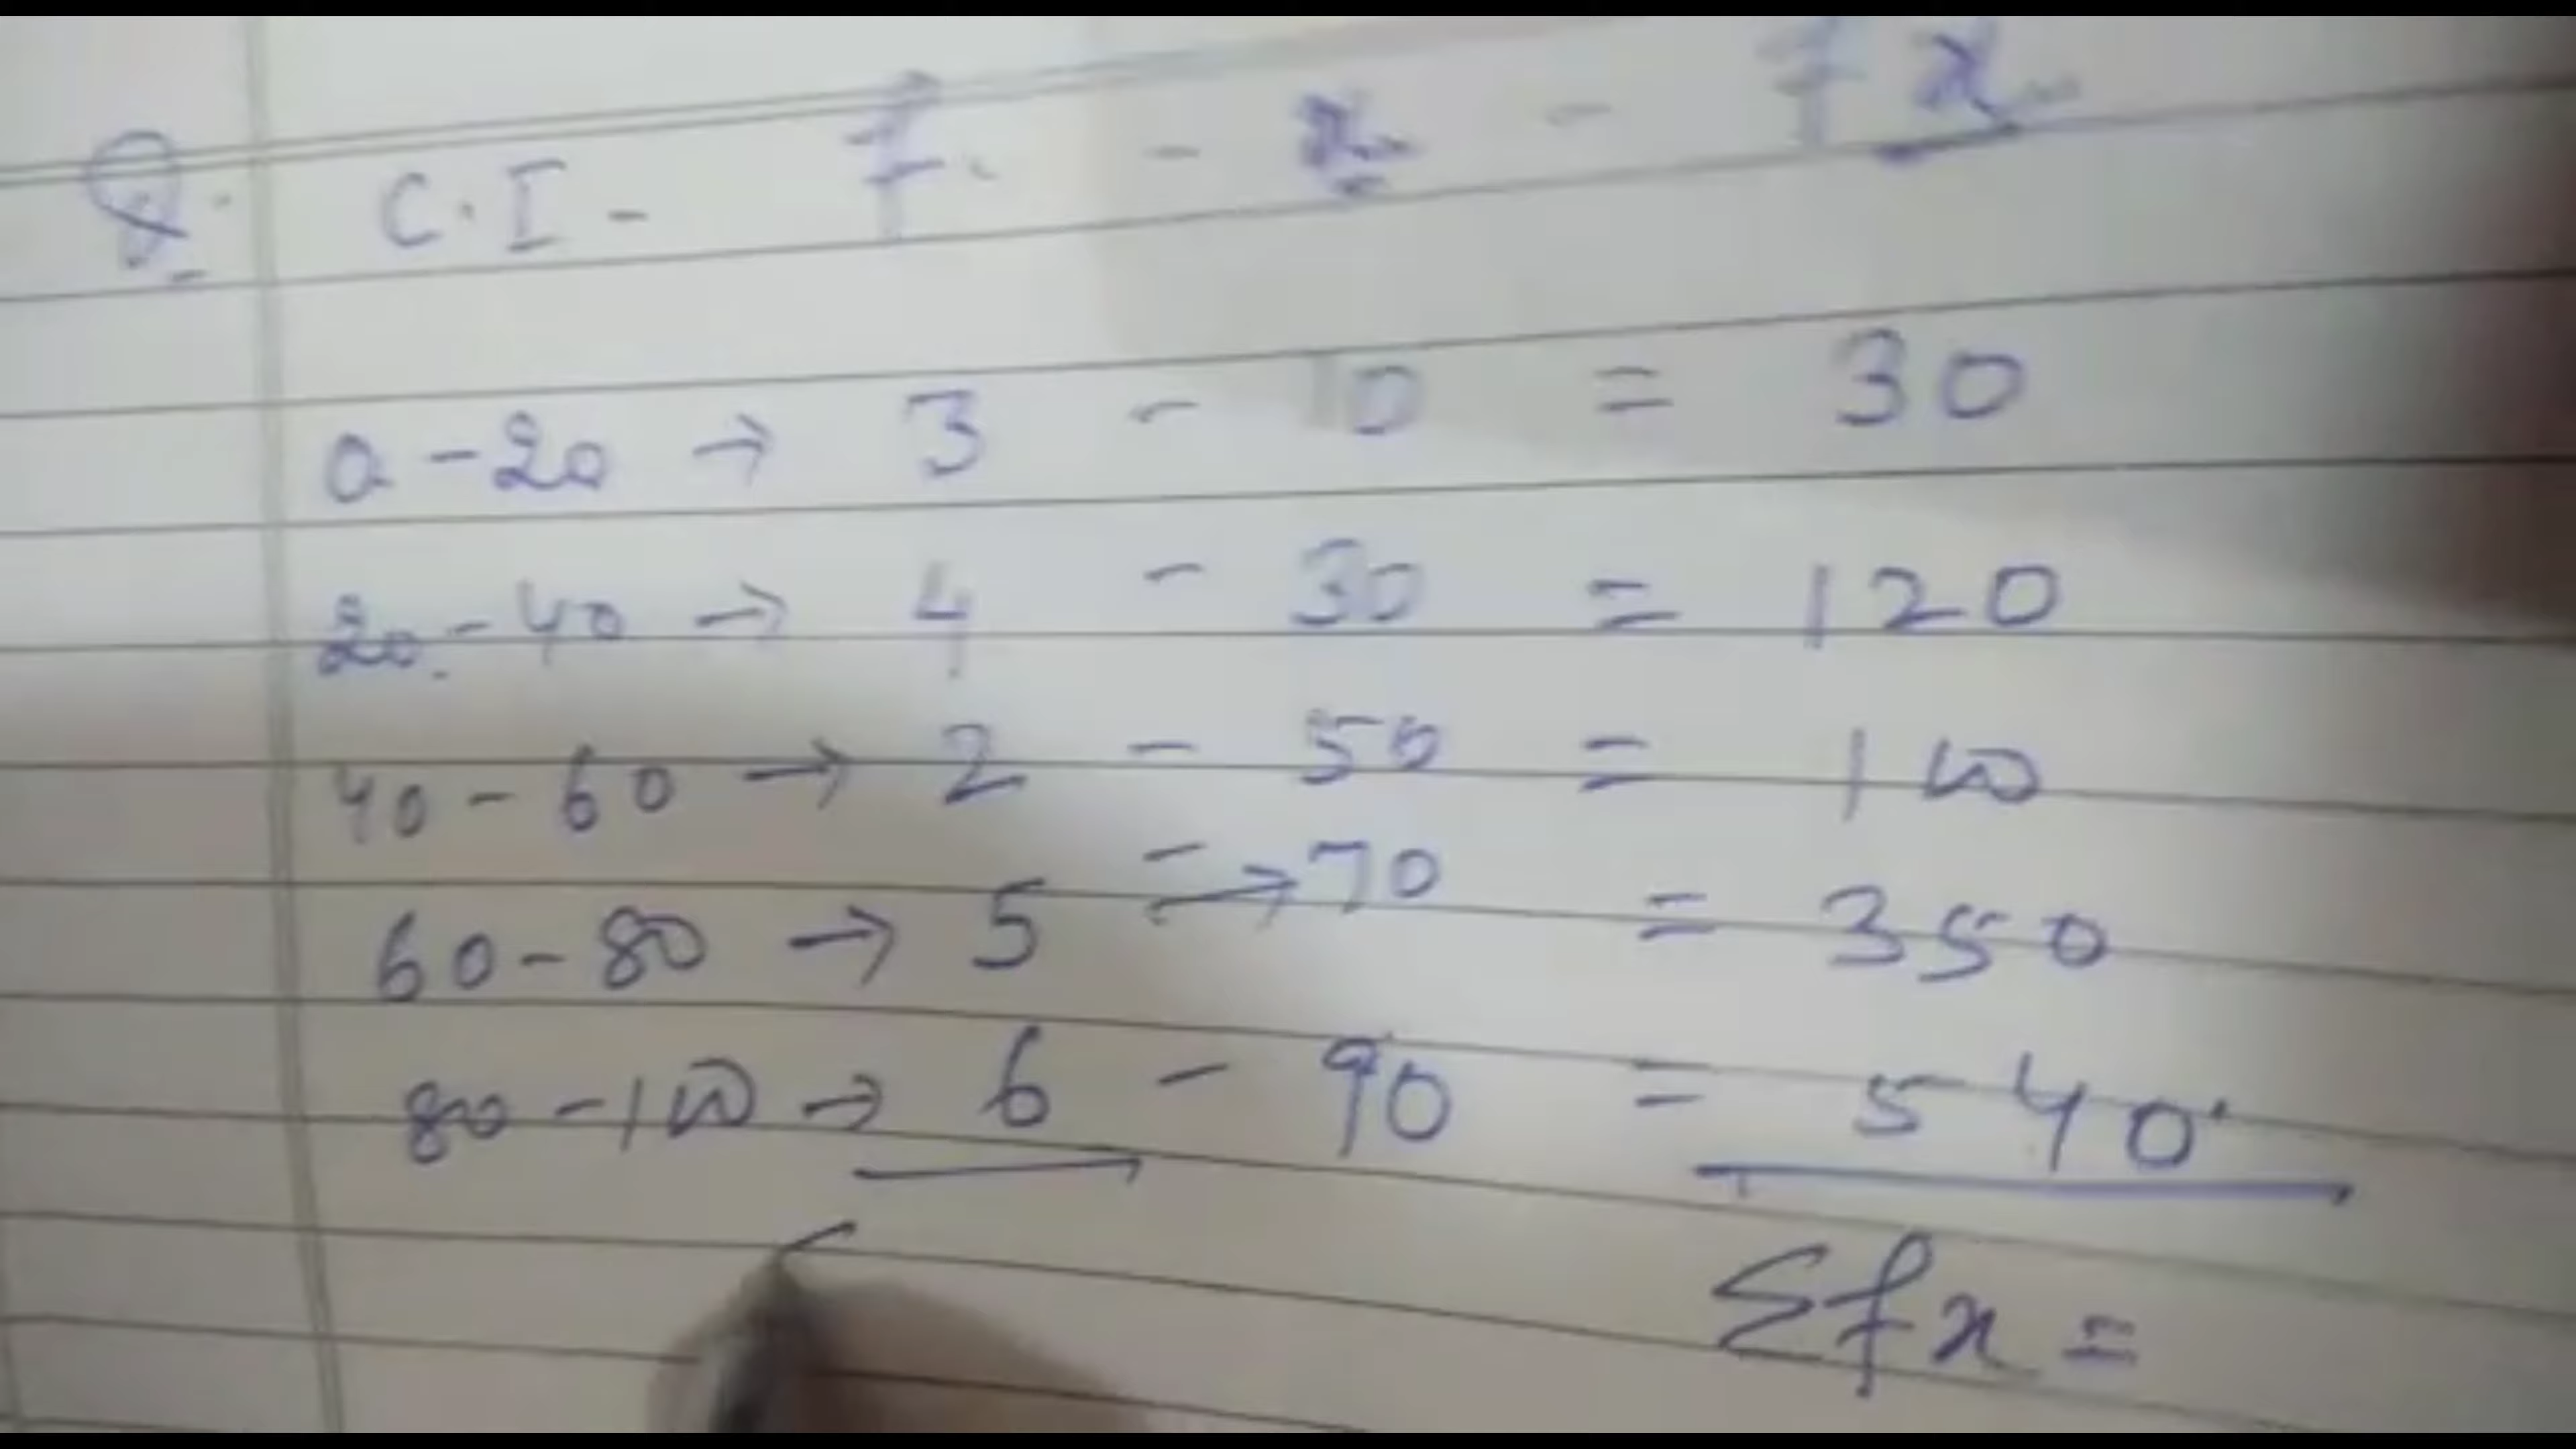 Q. C.I - f. - x - fx
0 - 20 → 3 - 10 = 30
20 - 40 → 4 - 30 = 120
40 - 60 → 2 - 50 = 100
60 - 80 → 5 - → 70 = 350
80 - 100 → 6 - 90 = 540
Σfx =